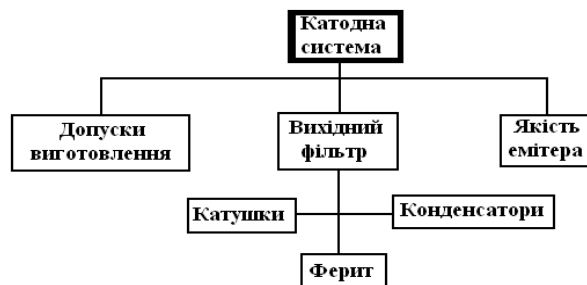 Катодна
система
Допуски
виготовлення
Вихідний
фільтр
Якість
емітера
Катушки
Конденсатори
Ферит